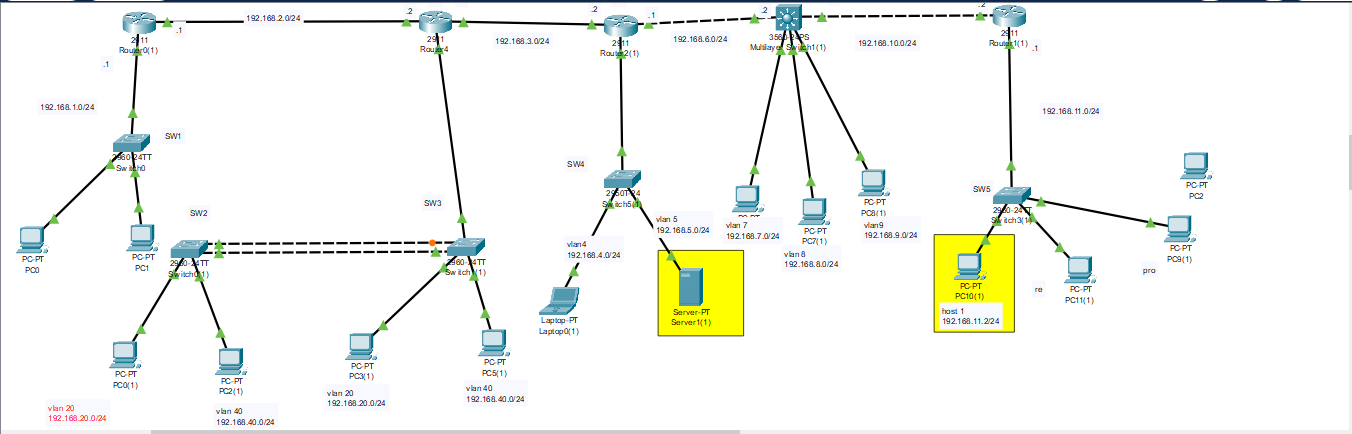 .1
2911
Router0(1)
192.168.2.0/24
.2
2911
Router4
192.168.3.0/24
.2
.1
2911
Router2(1)
192.168.6.0/24
.2
3560-24PS
Multilayer Switch1(1)
192.168.10.0/24
.2
2911
Router1(1)
.1
.1
192.168.1.0/24
192.168.11.0/24
SW1
2960-24TT
Switch0
PC-PT
PC0
PC-PT
PC1
SW2
2960-24TT
SW3
2960-24TT
SW4
2950T-24
vlan4
192.168.4.0/24
vlan 5
192.168.5.0/24
Laptop-PT
Laptop0(1)
Server-PT
Server1(1)
vlan 7
192.168.7.0/24
PC-PT
PC7(1)
vlan 8
192.168.8.0/24
PC-PT
PC8(1)
vlan9
192.168.9.0/24
SW5
2960-24TT
Switch3(1)
PC-PT
PC10(1)
host 1
192.168.11.2/24
re
PC-PT
PC11(1)
pro
PC-PT
PC9(1)
PC-PT
PC2
PC-PT
PC0(1)
vlan 20
192.168.20.0/24
PC-PT
PC2(1)
vlan 40
192.168.40.0/24
PC-PT
PC3(1)
vlan 20
192.168.20.0/24
PC-PT
PC5(1)
vlan 40
192.168.40.0/24